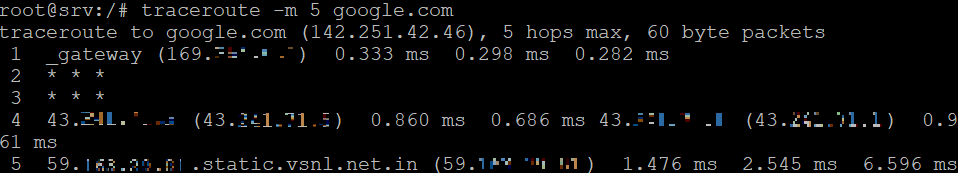 root@srv:/# traceroute -m 5 google.com
traceroute to google.com (142.251.42.46), 5 hops max, 60 byte packets
1 _gateway (169. ) 0.333 ms 0.298 ms 0.282 ms
2 * * *
3 * * *
4 43. (43. ) 0.860 ms 0.686 ms 43. (43. ) 0.9
61 ms
5 59. .static.vsnl.net.in (59. ) 1.476 ms 2.545 ms 6.596 ms